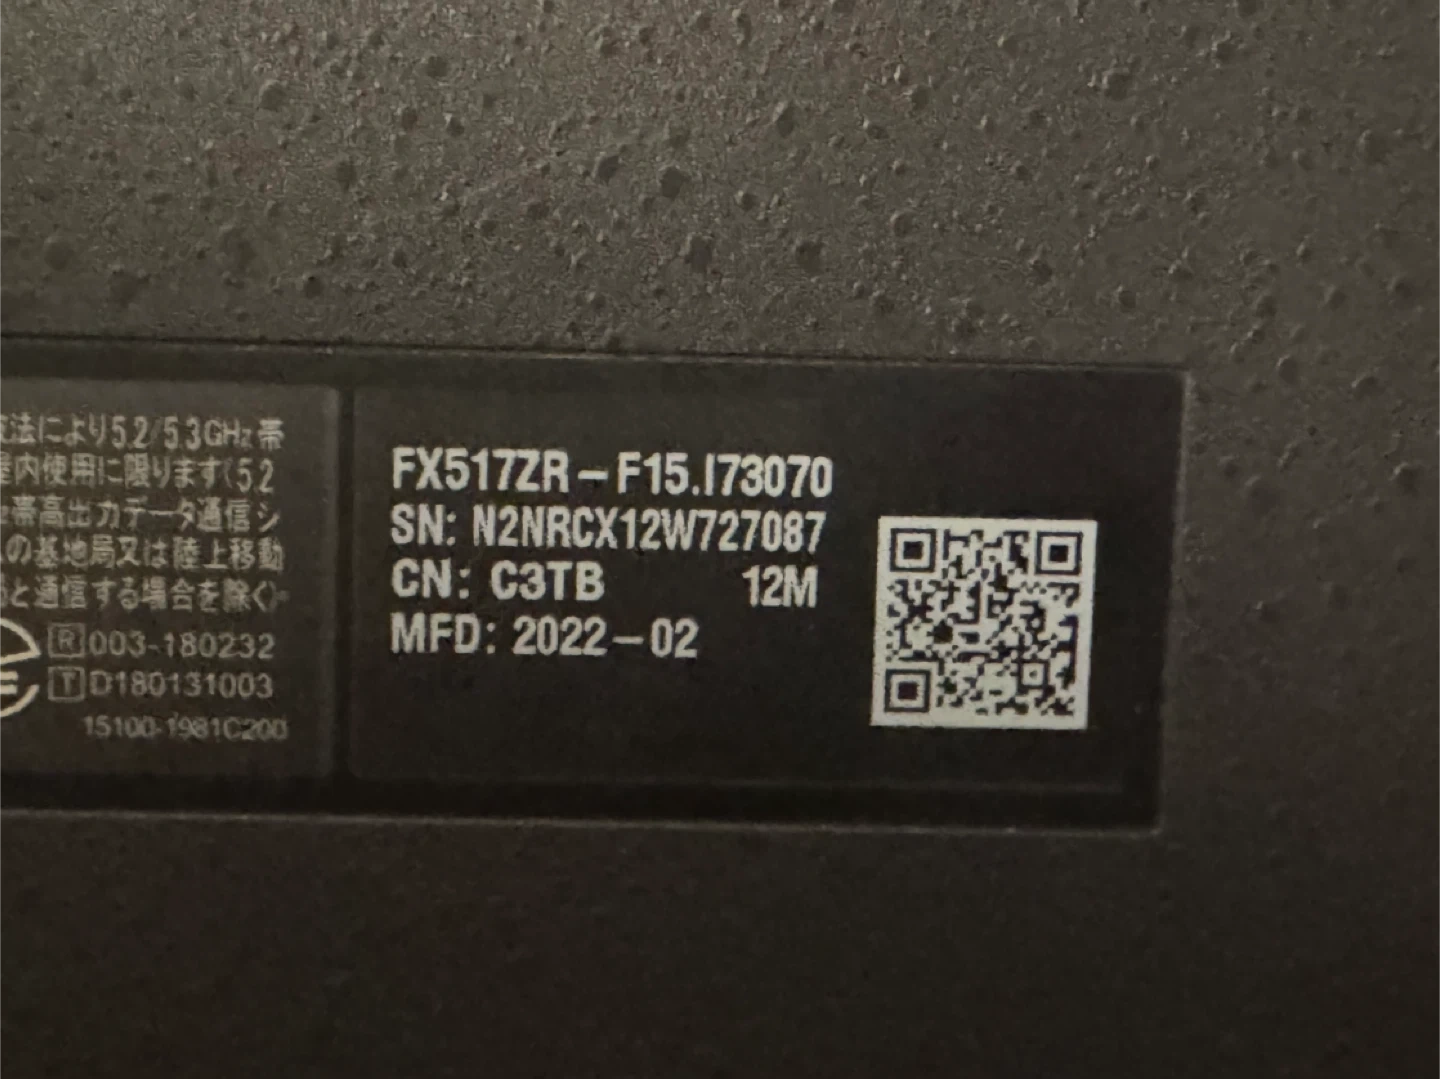 法により5.2/5.3GHz帯
屋内使用に限ります(5.2
帯高出力データ通信シ
の基地局又は陸上移動
と通信する場合を除く)
R 003-180232
T D180131003
15100-1981C200
FX517ZR-F15.I73070
SN: N2NRCX12W727087
CN: C3TB 12M
MFD: 2022-02